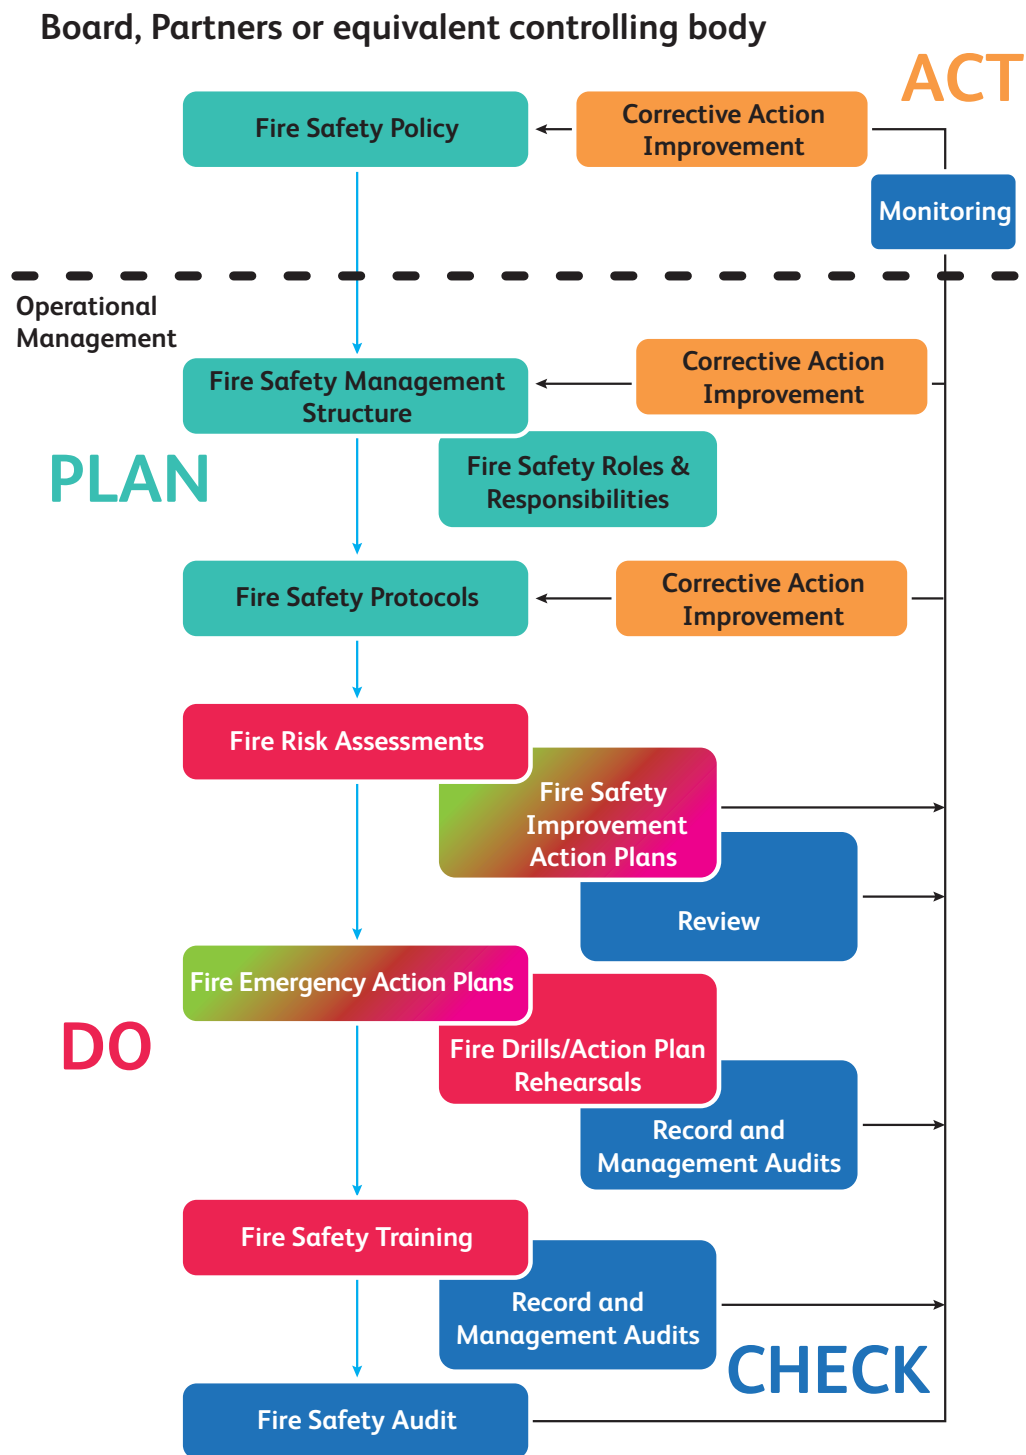 Board, Partners or equivalent controlling body
ACT
Fire Safety Policy
Corrective Action
Improvement
Monitoring
Operational
Management
Fire Safety Management
Structure
Corrective Action
Improvement
PLAN
Fire Safety Roles &
Responsibilities
Fire Safety Protocols
Corrective Action
Improvement
Fire Risk Assessments
Fire Safety
Improvement
Action Plans
Review
Fire Emergency Action Plans
DO
Fire Drills/Action Plan
Rehearsals
Record and
Management Audits
Fire Safety Training
Record and
Management Audits
CHECK
Fire Safety Audit